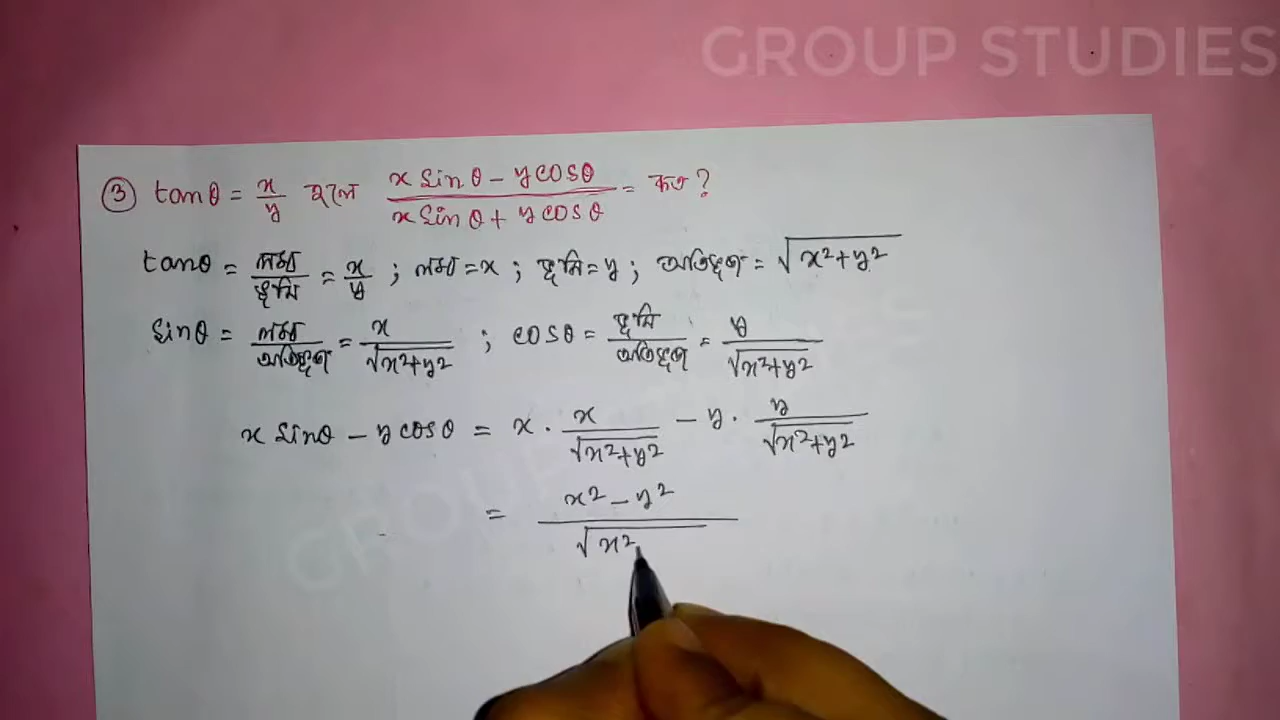 GROUP STUDIES
③ tanθ = x/y হলে (x sinθ - y cosθ)/(x sinθ + y cosθ) = কত ?
tanθ = লম্ব/ভূমি = x/y ; লম্ব = x ; ভূমি = y ; অতিভূজ = √(x²+y²)
sinθ = লম্ব/অতিভূজ = x/√(x²+y²) ; cosθ = ভূমি/অতিভূজ = y/√(x²+y²)
x sinθ - y cosθ = x . x/√(x²+y²) - y . y/√(x²+y²)
= (x² - y²)/√(x²